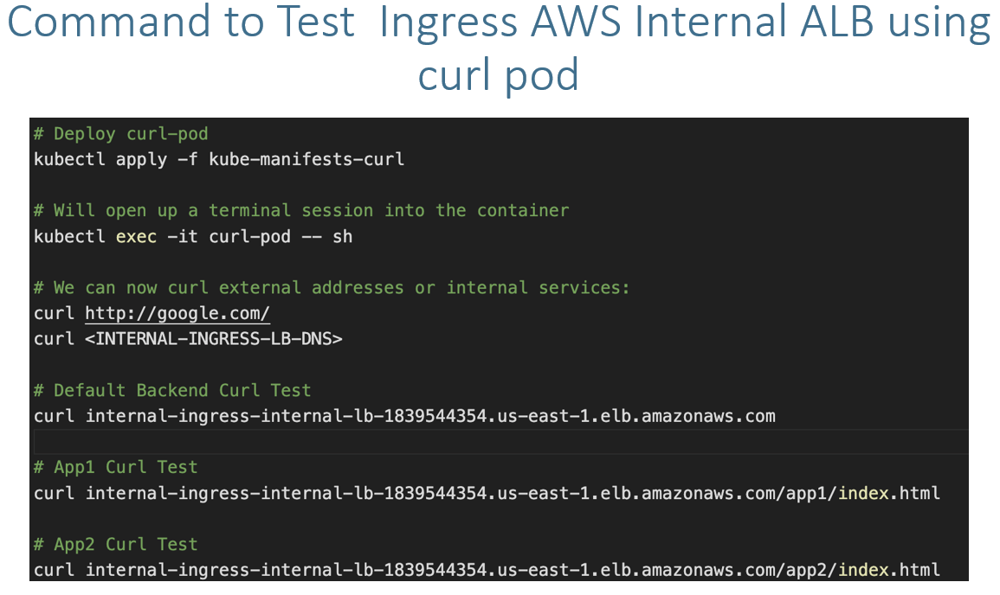 Command to Test  Ingress AWS Internal ALB using
curl pod
# Deploy curl-pod
kubectl apply -f kube-manifests-curl
# Will open up a terminal session into the container
kubectl exec -it curl-pod -- sh
# We can now curl external addresses or internal services:
curl http://google.com/
curl <INTERNAL-INGRESS-LB-DNS>
# Default Backend Curl Test
curl internal-ingress-internal-lb-1839544354.us-east-1.elb.amazonaws.com
# App1 Curl Test
curl internal-ingress-internal-lb-1839544354.us-east-1.elb.amazonaws.com/app1/index.html
# App2 Curl Test
curl internal-ingress-internal-lb-1839544354.us-east-1.elb.amazonaws.com/app2/index.html